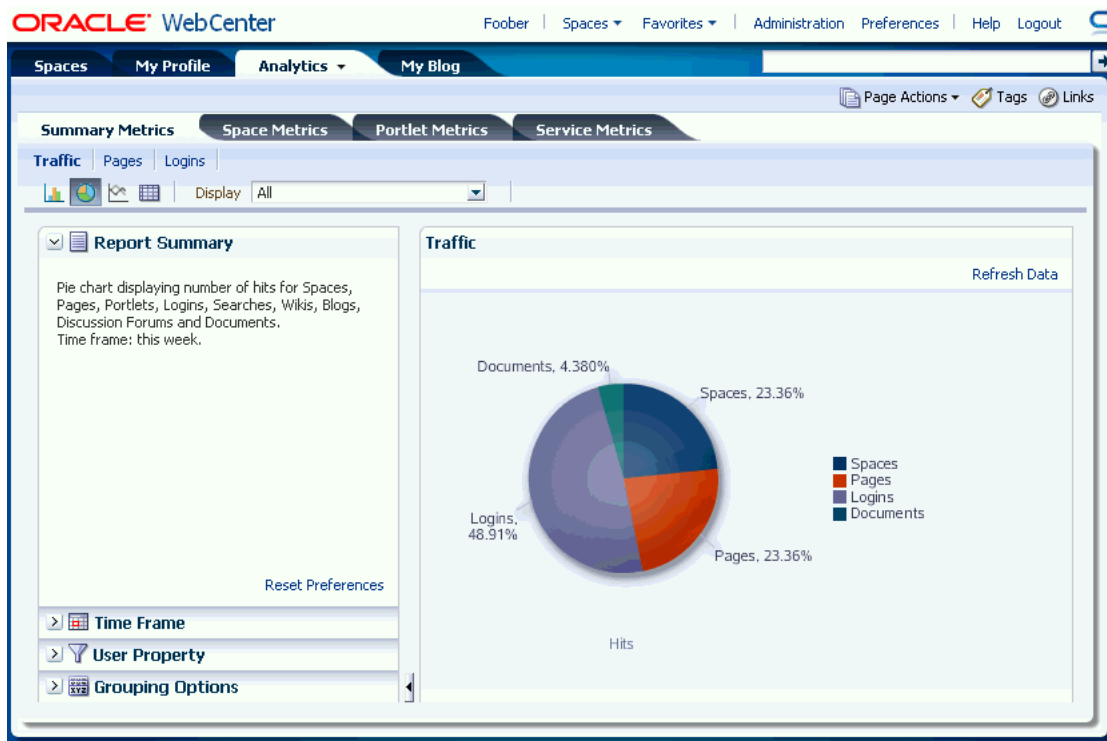 ORACLE WebCenter
Foober Spaces Favorites Administration Preferences Help Logout
Spaces My Profile Analytics My Blog
Page Actions Tags Links
Summary Metrics Space Metrics Portlet Metrics Service Metrics
Traffic Pages Logins
Display All
Report Summary
Pie chart displaying number of hits for Spaces,
Pages, Portlets, Logins, Searches, Wikis, Blogs,
Discussion Forums and Documents.
Time frame: this week.
Reset Preferences
Time Frame
User Property
Grouping Options
Traffic
Refresh Data
Documents, 4.380%
Spaces, 23.36%
Logins,
48.91%
Pages, 23.36%
Spaces
Pages
Logins
Documents
Hits